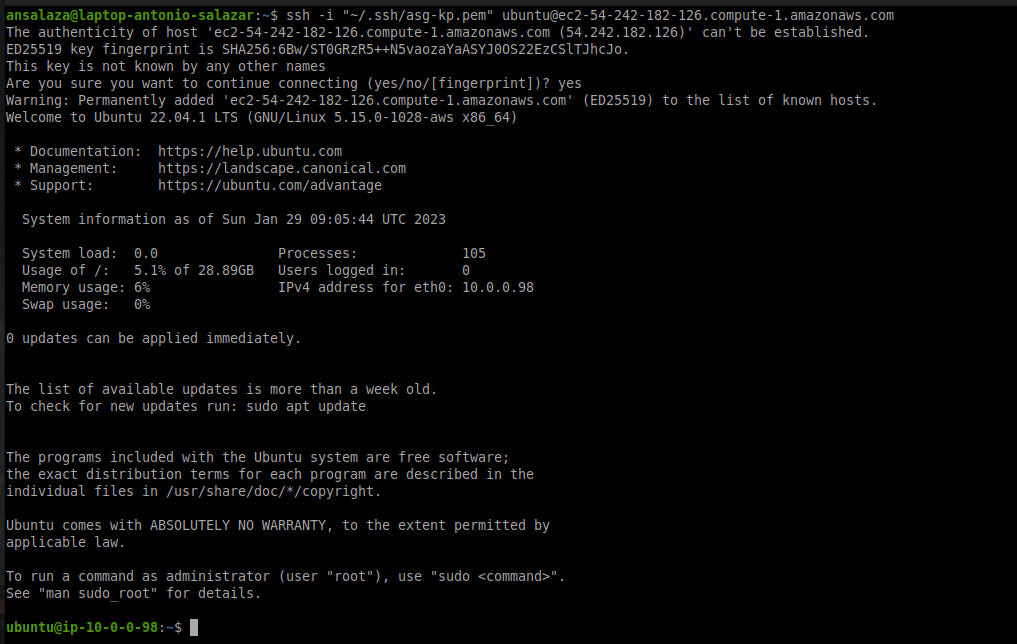 ansalaza@laptop-antonio-salazar:~$ ssh -i "~/.ssh/asg-kp.pem" ubuntu@ec2-54-242-182-126.compute-1.amazonaws.com
The authenticity of host 'ec2-54-242-182-126.compute-1.amazonaws.com (54.242.182.126)' can't be established.
ED25519 key fingerprint is SHA256:6Bw/ST0GRzR5++N5vaozaYaASYJ0OS22EzCSlTJhcJo.
This key is not known by any other names
Are you sure you want to continue connecting (yes/no/[fingerprint])? yes
Warning: Permanently added 'ec2-54-242-182-126.compute-1.amazonaws.com' (ED25519) to the list of known hosts.
Welcome to Ubuntu 22.04.1 LTS (GNU/Linux 5.15.0-1028-aws x86_64)
* Documentation:  https://help.ubuntu.com
* Management:     https://landscape.canonical.com
* Support:        https://ubuntu.com/advantage
System information as of Sun Jan 29 09:05:44 UTC 2023
System load:  0.0               Processes:             105
Usage of /:   5.1% of 28.89GB   Users logged in:       0
Memory usage: 6%                IPv4 address for eth0: 10.0.0.98
Swap usage:   0%
0 updates can be applied immediately.
The list of available updates is more than a week old.
To check for new updates run: sudo apt update
The programs included with the Ubuntu system are free software;
the exact distribution terms for each program are described in the
individual files in /usr/share/doc/*/copyright.
Ubuntu comes with ABSOLUTELY NO WARRANTY, to the extent permitted by
applicable law.
To run a command as administrator (user "root"), use "sudo <command>".
See "man sudo_root" for details.
ubuntu@ip-10-0-0-98:~$